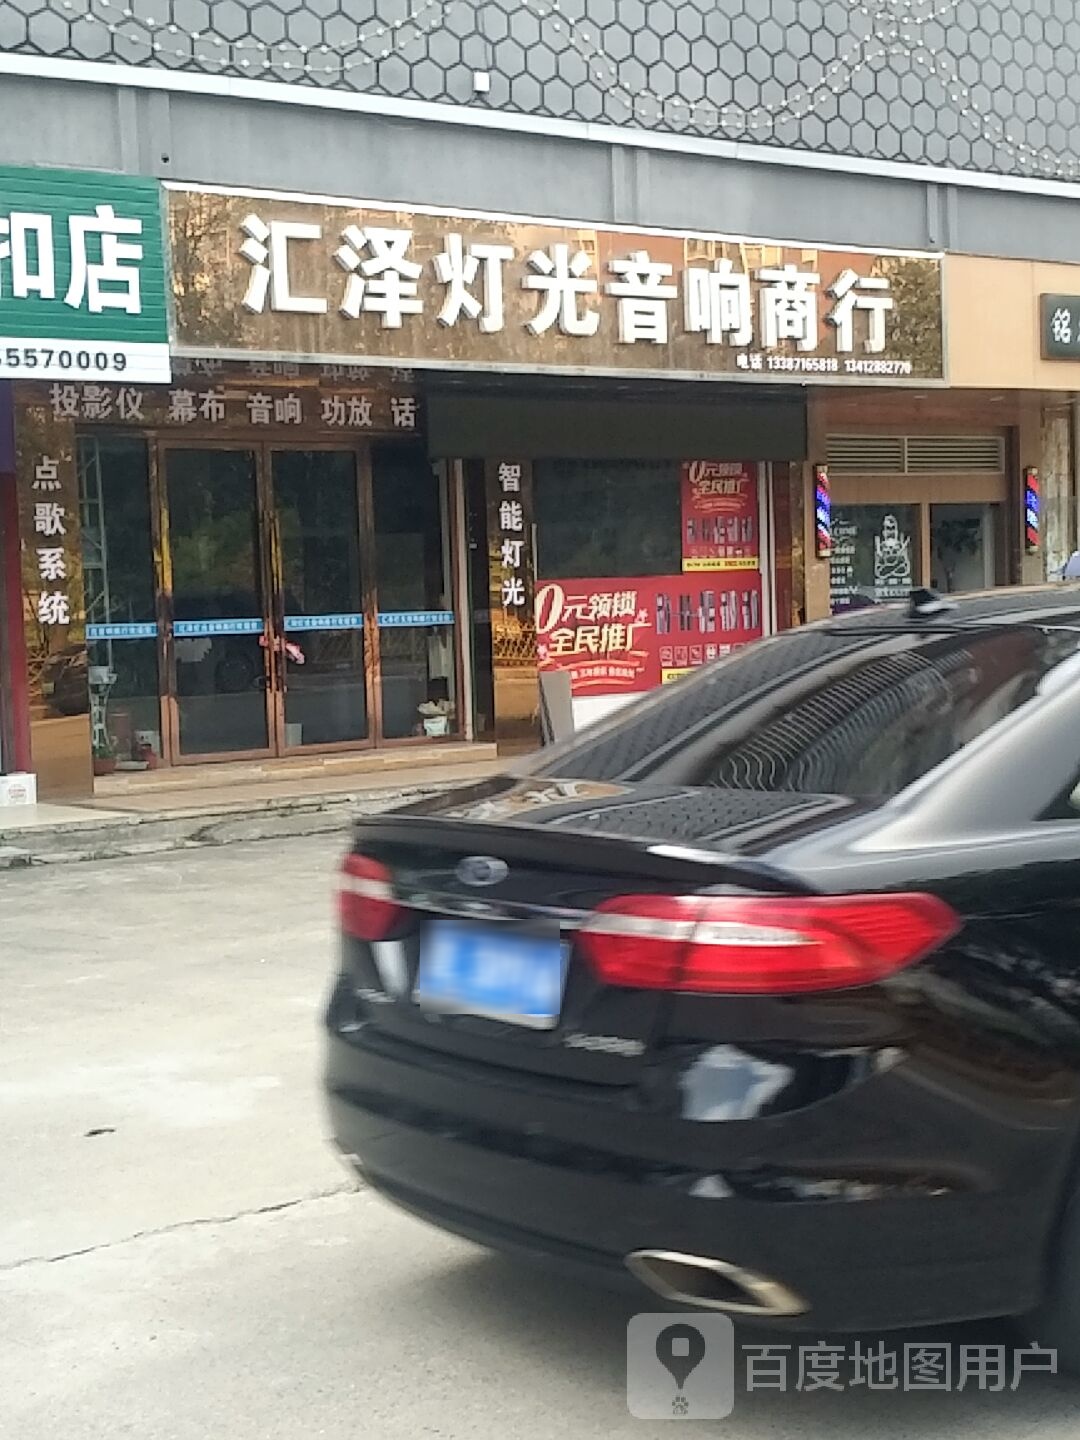 扣店
5570009
汇泽灯光音响商行
电话 13387165818 13412882770
铭
投影仪 幕布 音响 功放 话
点歌系统
智能灯光
0元领锁
全民推广
0元领锁
全民推广
百度地图用户